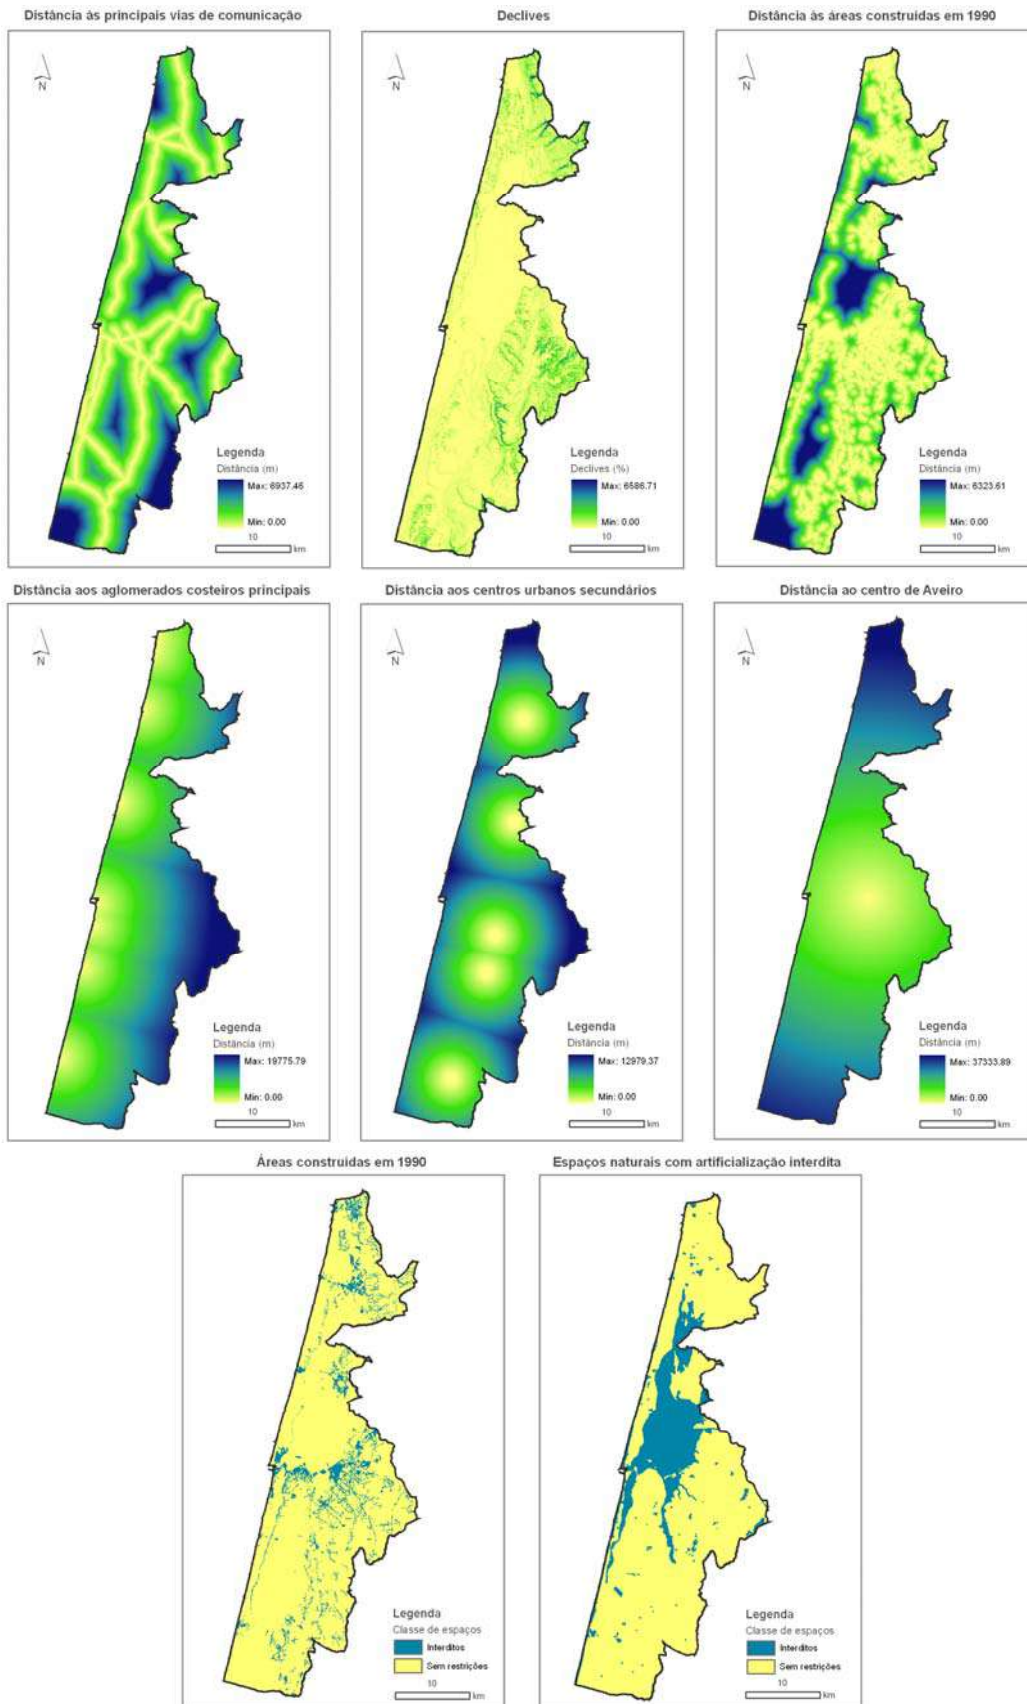 Distância às principais vias de comunicação
N
Legenda
Distância (m)
Max: 6937.46
Min: 0.00
10
km
Declives
N
Legenda
Declives (%)
Max: 6586.71
Min: 0.00
10
km
Distância às áreas construidas em 1990
N
Legenda
Distância (m)
Max: 6323.61
Min: 0.00
10
km
Distância aos aglomerados costeiros principais
N
Legenda
Distância (m)
Max: 19775.79
Min: 0.00
10
km
Distância aos centros urbanos secundários
N
Legenda
Distância (m)
Max: 12979.37
Min: 0.00
10
km
Distância ao centro de Aveiro
N
Legenda
Distância (m)
Max: 37333.89
Min: 0.00
10
km
Áreas construidas em 1990
N
Legenda
Classe de espaços
Interditos
Sem restrições
10
km
Espaços naturais com artificialização interdita
N
Legenda
Classe de espaços
Interditos
Sem restrições
10
km